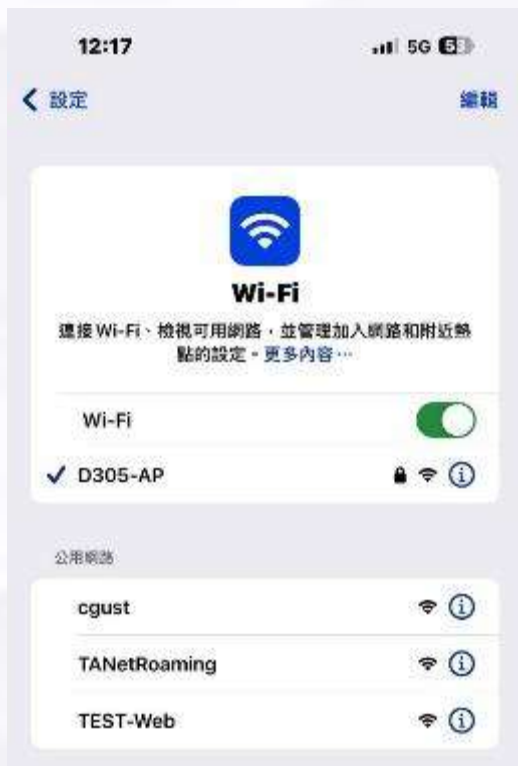 12:17
5G
設定
編輯
Wi-Fi
連接 Wi-Fi、檢視可用網路,並管理加入網路和附近熱
點的設定。更多內容…
Wi-Fi
D305-AP
公用網路
cgust
TANetRoaming
TEST-Web